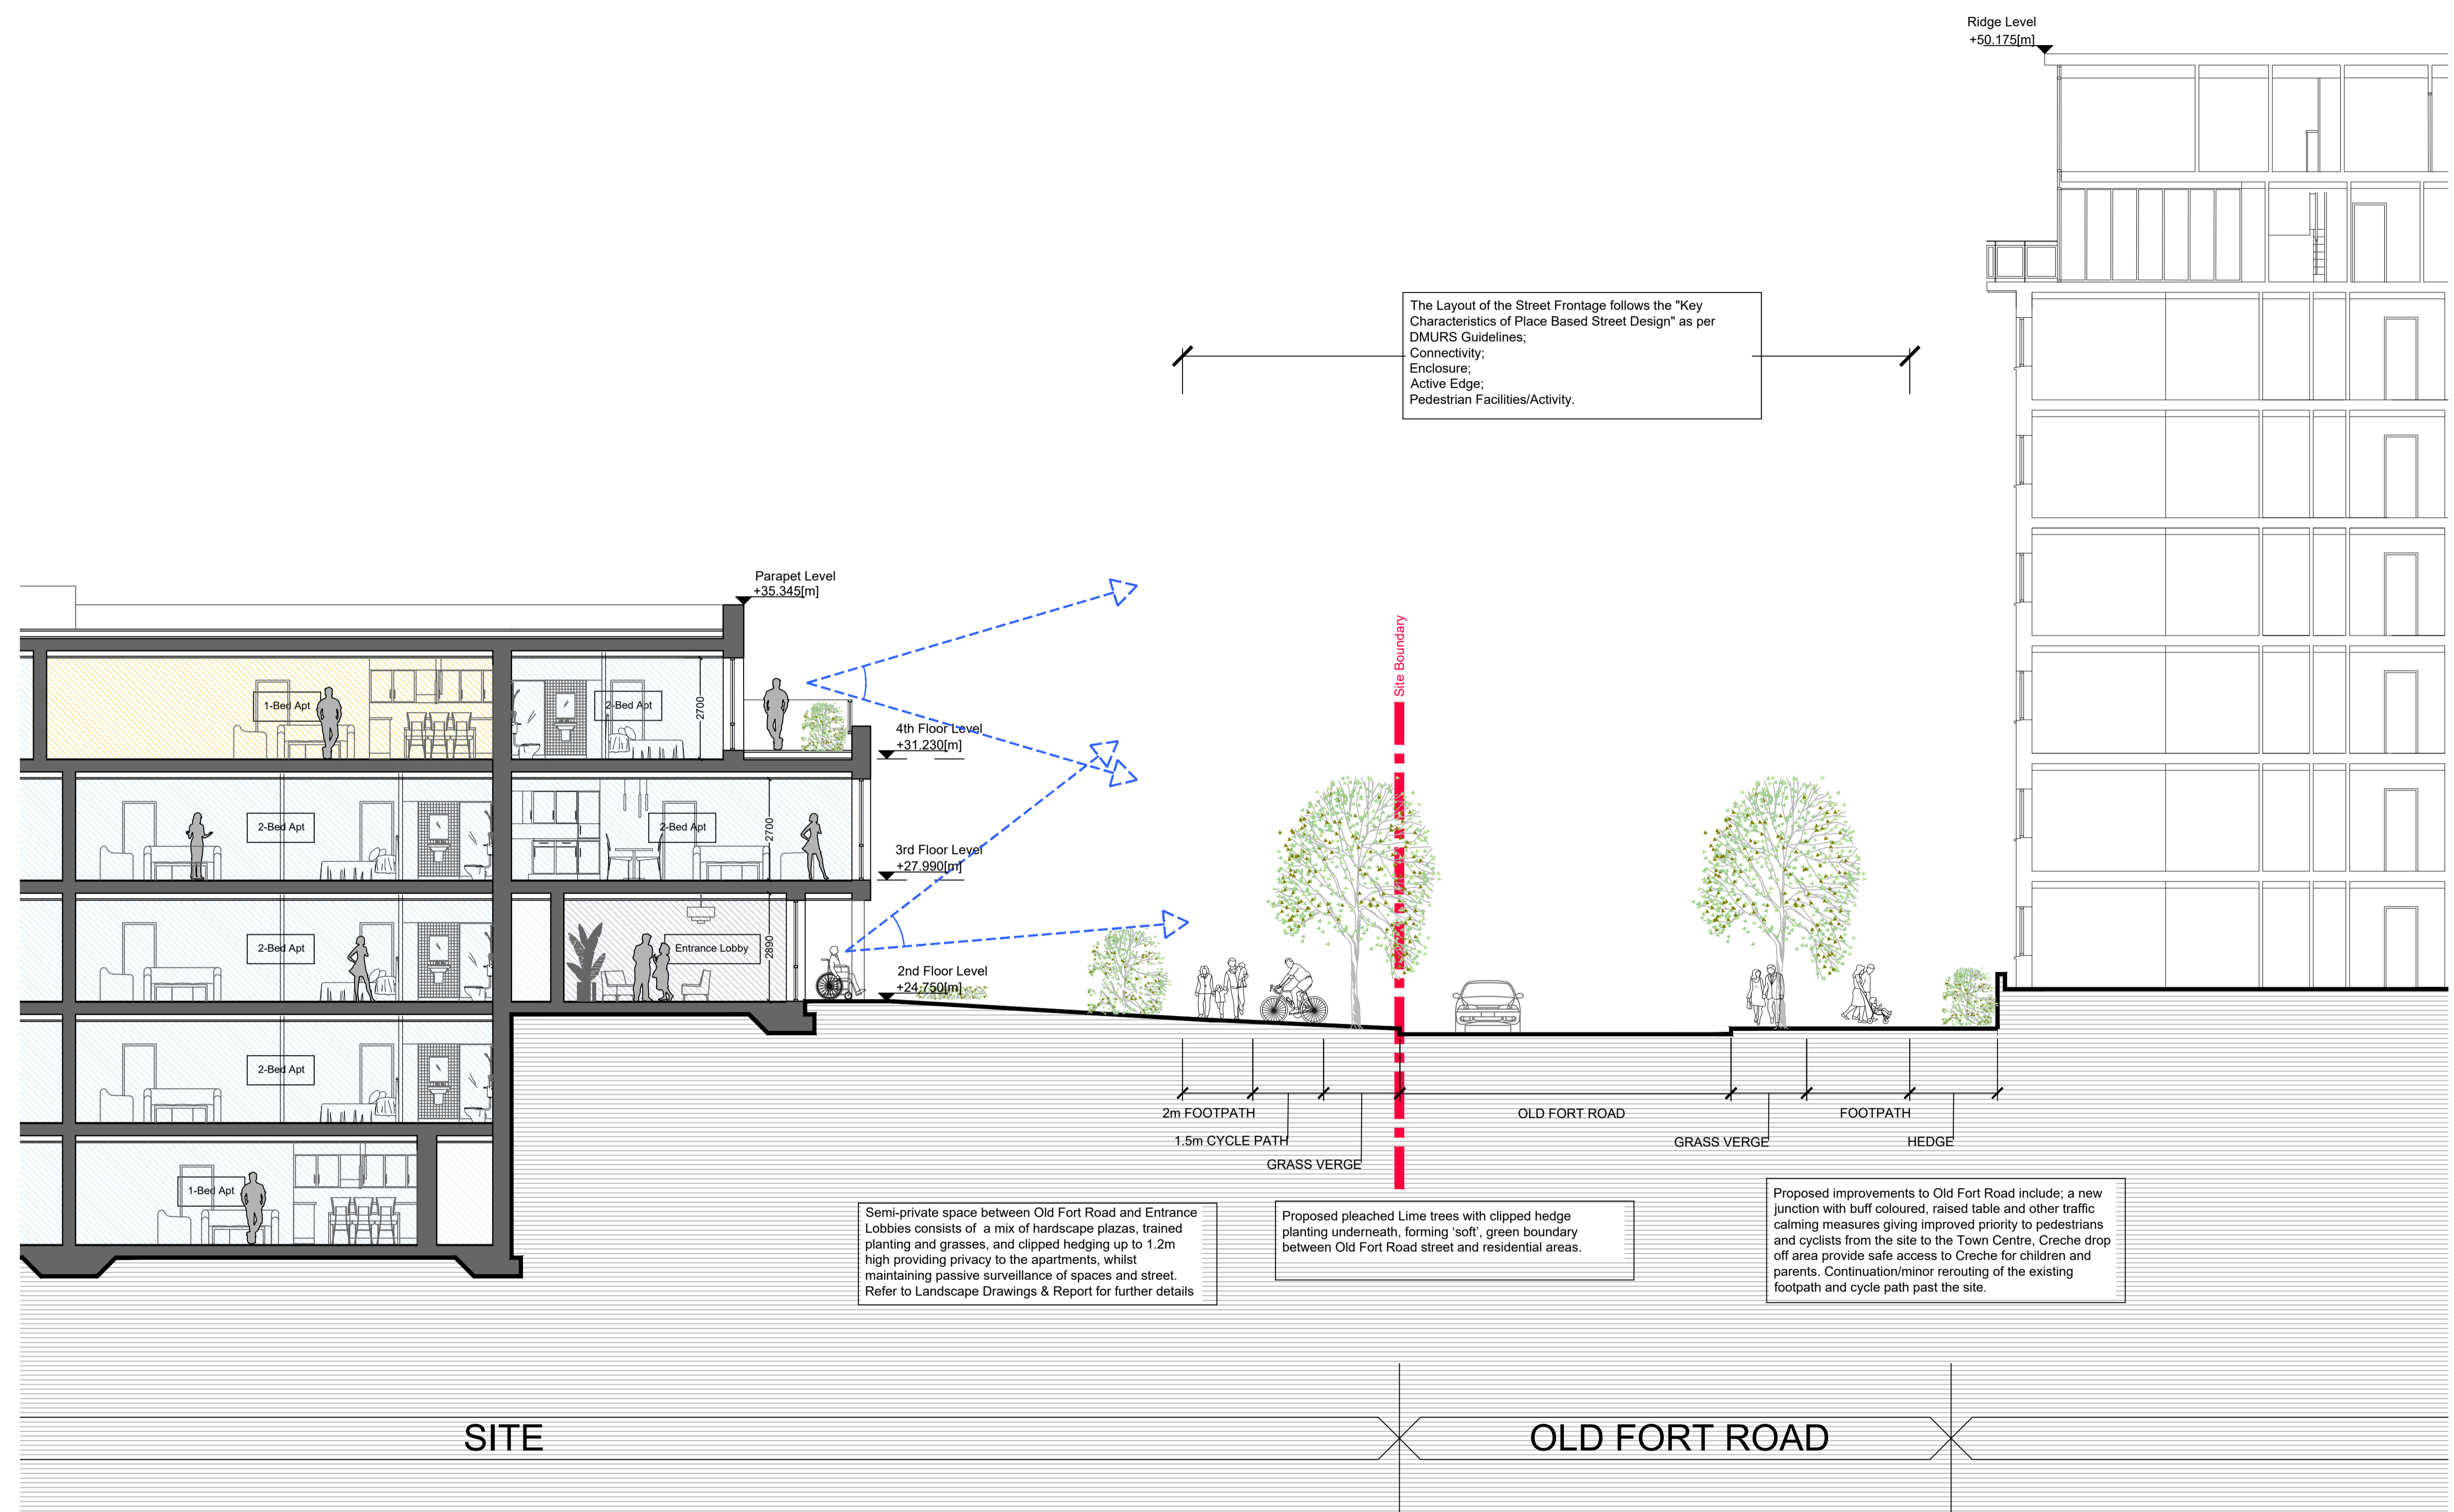 Ridge Level
+50.175[m]
The Layout of the Street Frontage follows the "Key
Characteristics of Place Based Street Design" as per
DMURS Guidelines;
Connectivity;
Enclosure;
Active Edge;
Pedestrian Facilities/Activity.
Parapet Level
+35.345[m]
Site Boundary
1-Bed Apt
2-Bed Apt
2700
4th Floor Level
+31.230[m]
2-Bed Apt
2-Bed Apt
2700
3rd Floor Level
+27.990[m]
2-Bed Apt
Entrance Lobby
2890
2nd Floor Level
+24.750[m]
2-Bed Apt
1-Bed Apt
2m FOOTPATH
1.5m CYCLE PATH
GRASS VERGE
OLD FORT ROAD
GRASS VERGE
FOOTPATH
HEDGE
Semi-private space between Old Fort Road and Entrance
Lobbies consists of a mix of hardscape plazas, trained
planting and grasses, and clipped hedging up to 1.2m
high providing privacy to the apartments, whilst
maintaining passive surveillance of spaces and street.
Refer to Landscape Drawings & Report for further details
Proposed pleached Lime trees with clipped hedge
planting underneath, forming ‘soft’, green boundary
between Old Fort Road street and residential areas.
Proposed improvements to Old Fort Road include; a new
junction with buff coloured, raised table and other traffic
calming measures giving improved priority to pedestrians
and cyclists from the site to the Town Centre, Creche drop
off area provide safe access to Creche for children and
parents. Continuation/minor rerouting of the existing
footpath and cycle path past the site.
SITE
OLD FORT ROAD